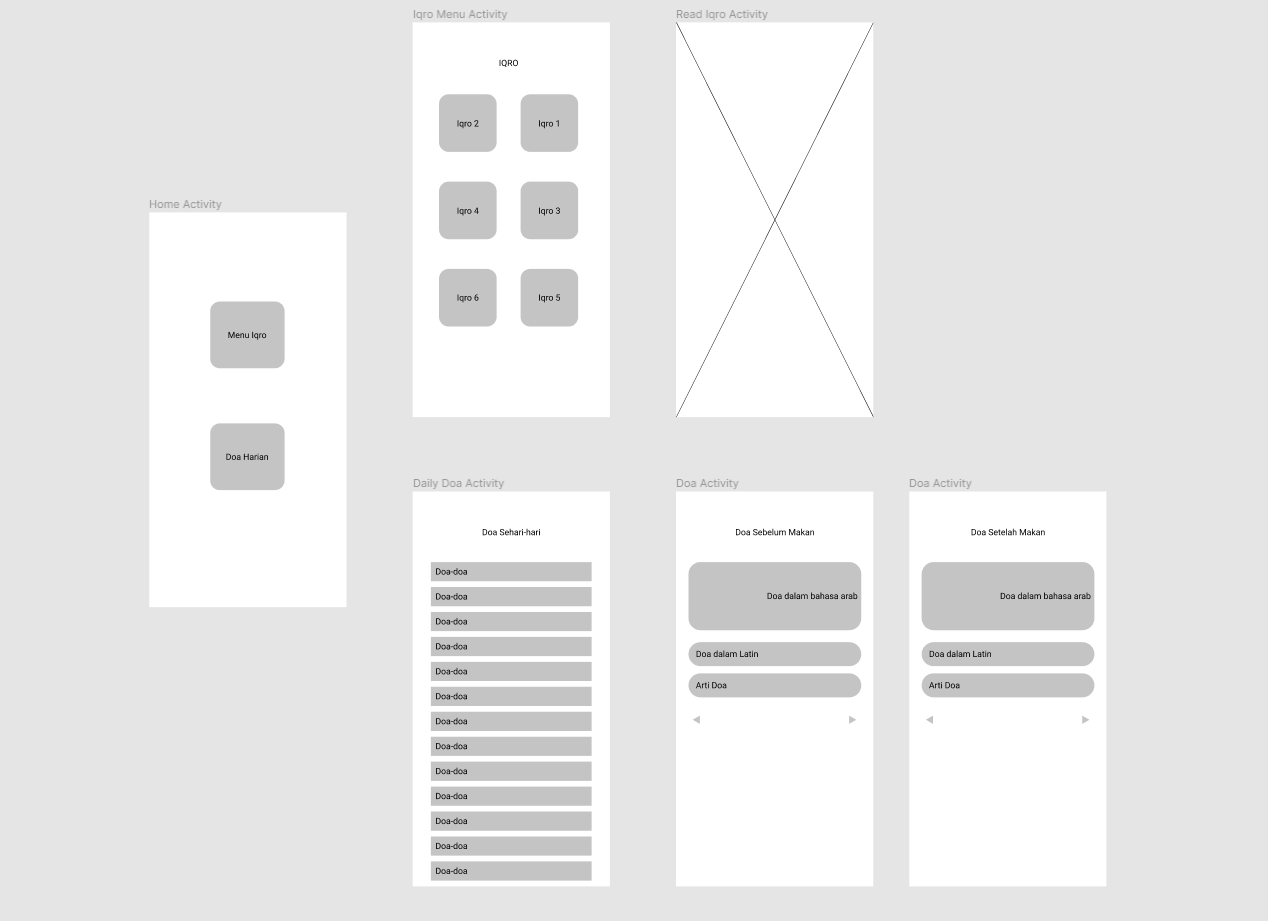 Home Activity
Menu Iqro
Doa Harian
Iqro Menu Activity
IQRO
Iqro 2
Iqro 1
Iqro 4
Iqro 3
Iqro 6
Iqro 5
Read Iqro Activity
Daily Doa Activity
Doa Sehari-hari
Doa-doa
Doa-doa
Doa-doa
Doa-doa
Doa-doa
Doa-doa
Doa-doa
Doa-doa
Doa-doa
Doa-doa
Doa-doa
Doa-doa
Doa-doa
Doa Activity
Doa Sebelum Makan
Doa dalam bahasa arab
Doa dalam Latin
Arti Doa
Doa Activity
Doa Setelah Makan
Doa dalam bahasa arab
Doa dalam Latin
Arti Doa